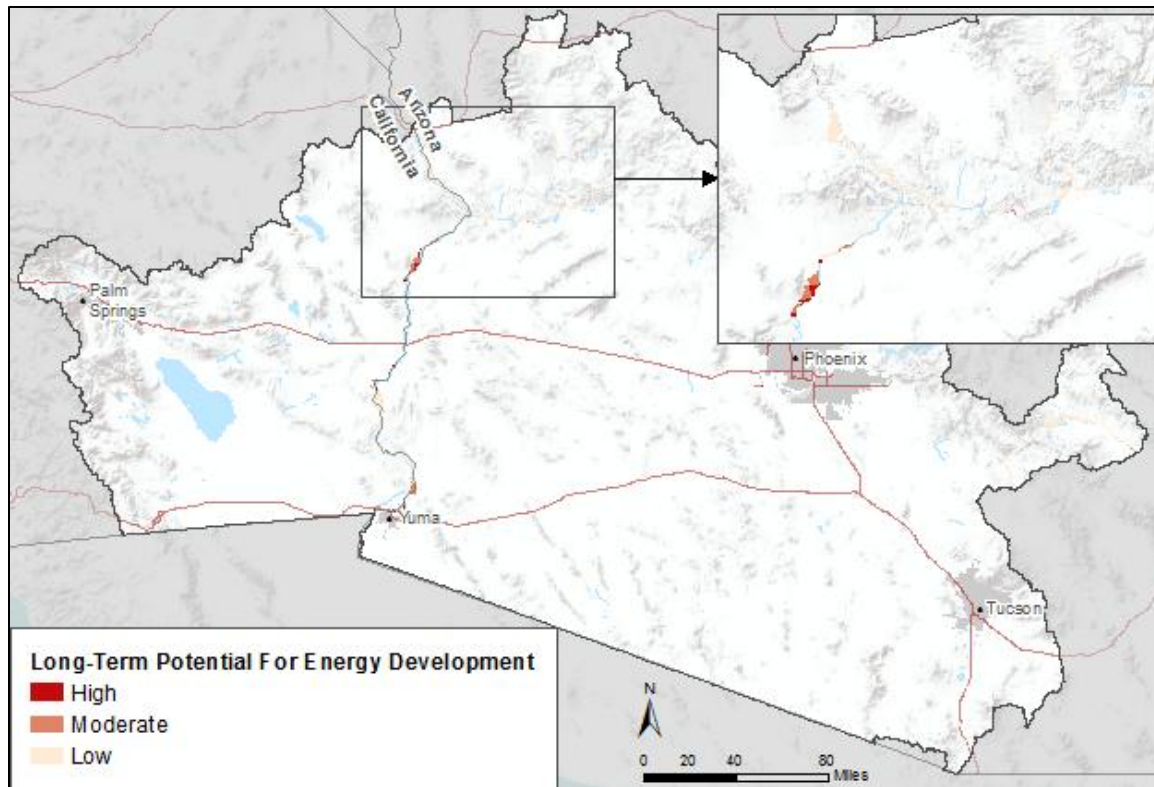 Arizona
California
Palm
Springs
Phoenix
Yuma
Tucson
Long-Term Potential For Energy Development
High
Moderate
Low
N
0 20 40 80
Miles